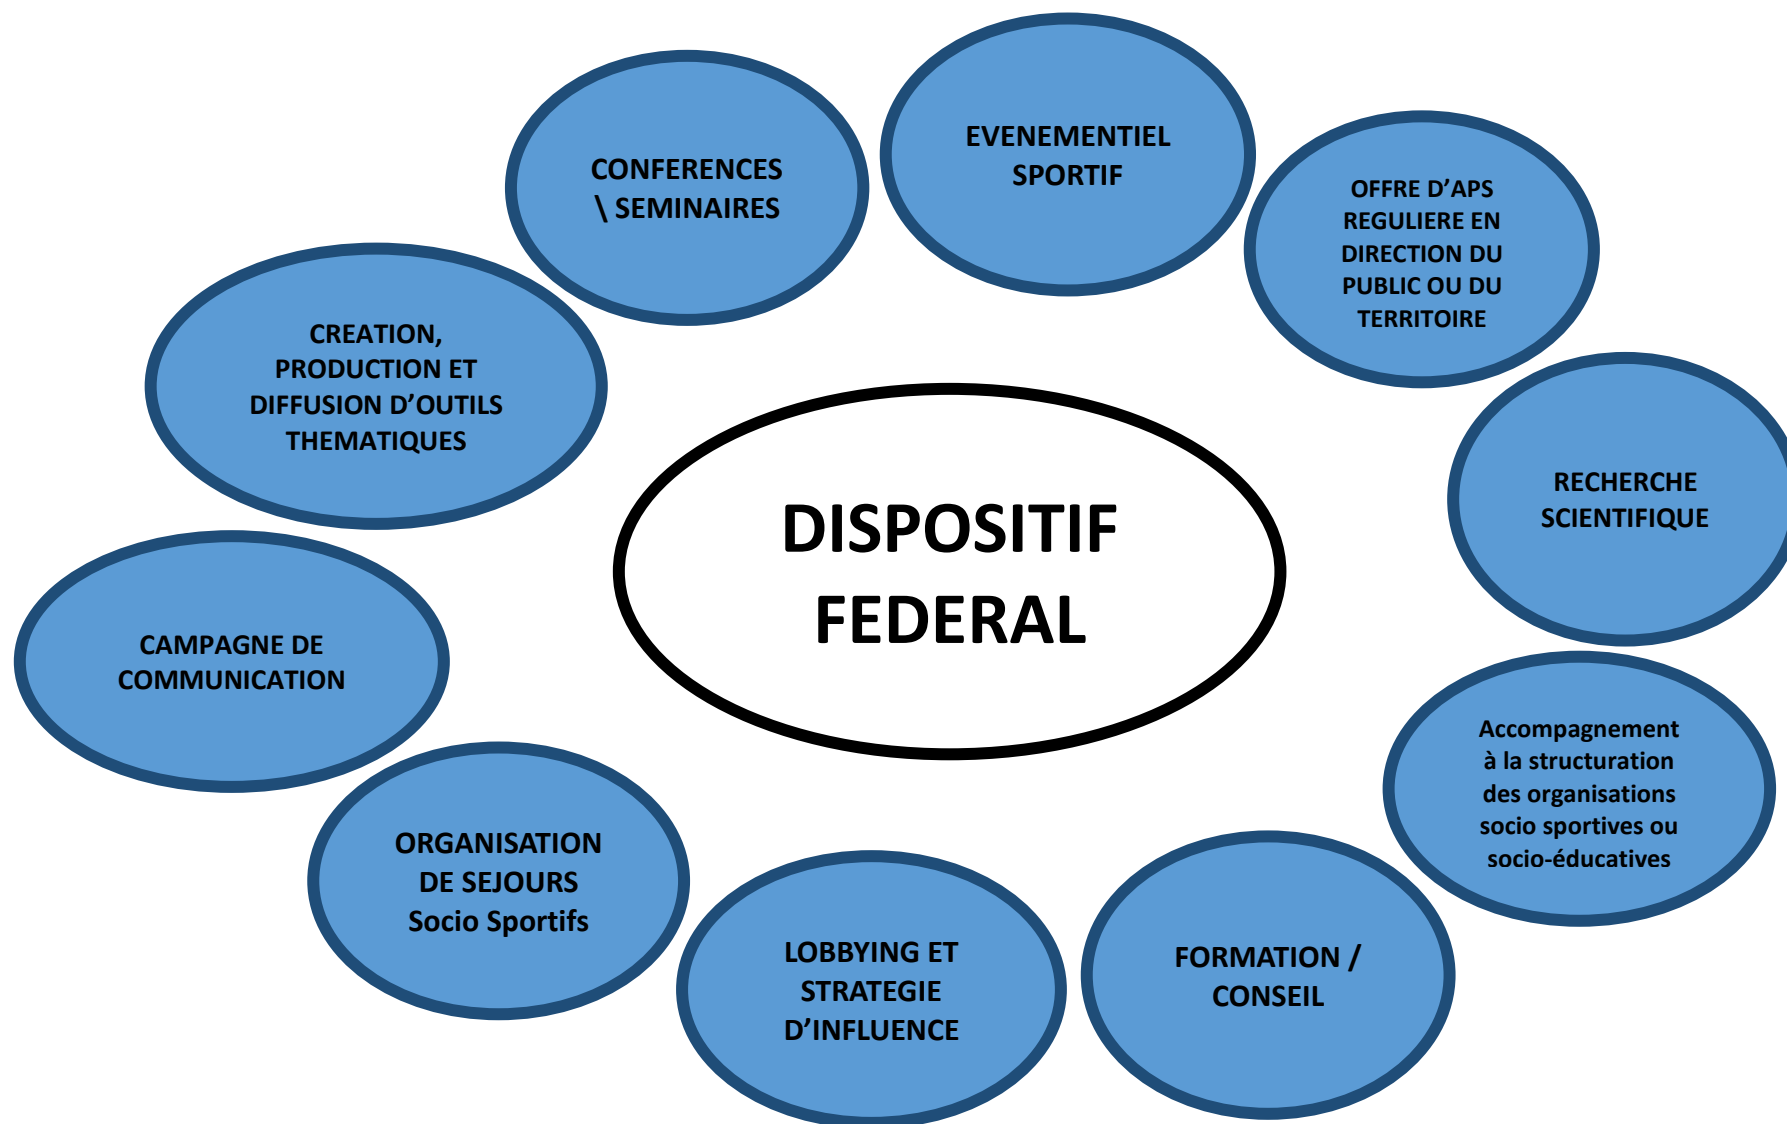 EVENEMENTIEL
SPORTIF
CONFERENCES
\ SEMINAIRES
OFFRE D’APS
REGULIERE EN
DIRECTION DU
PUBLIC OU DU
TERRITOIRE
CREATION,
PRODUCTION ET
DIFFUSION D’OUTILS
THEMATIQUES
RECHERCHE
SCIENTIFIQUE
DISPOSITIF
FEDERAL
CAMPAGNE DE
COMMUNICATION
Accompagnement
à la structuration
des organisations
socio sportives ou
socio-éducatives
ORGANISATION
DE SEJOURS
Socio Sportifs
LOBBYING ET
STRATEGIE
D’INFLUENCE
FORMATION /
CONSEIL